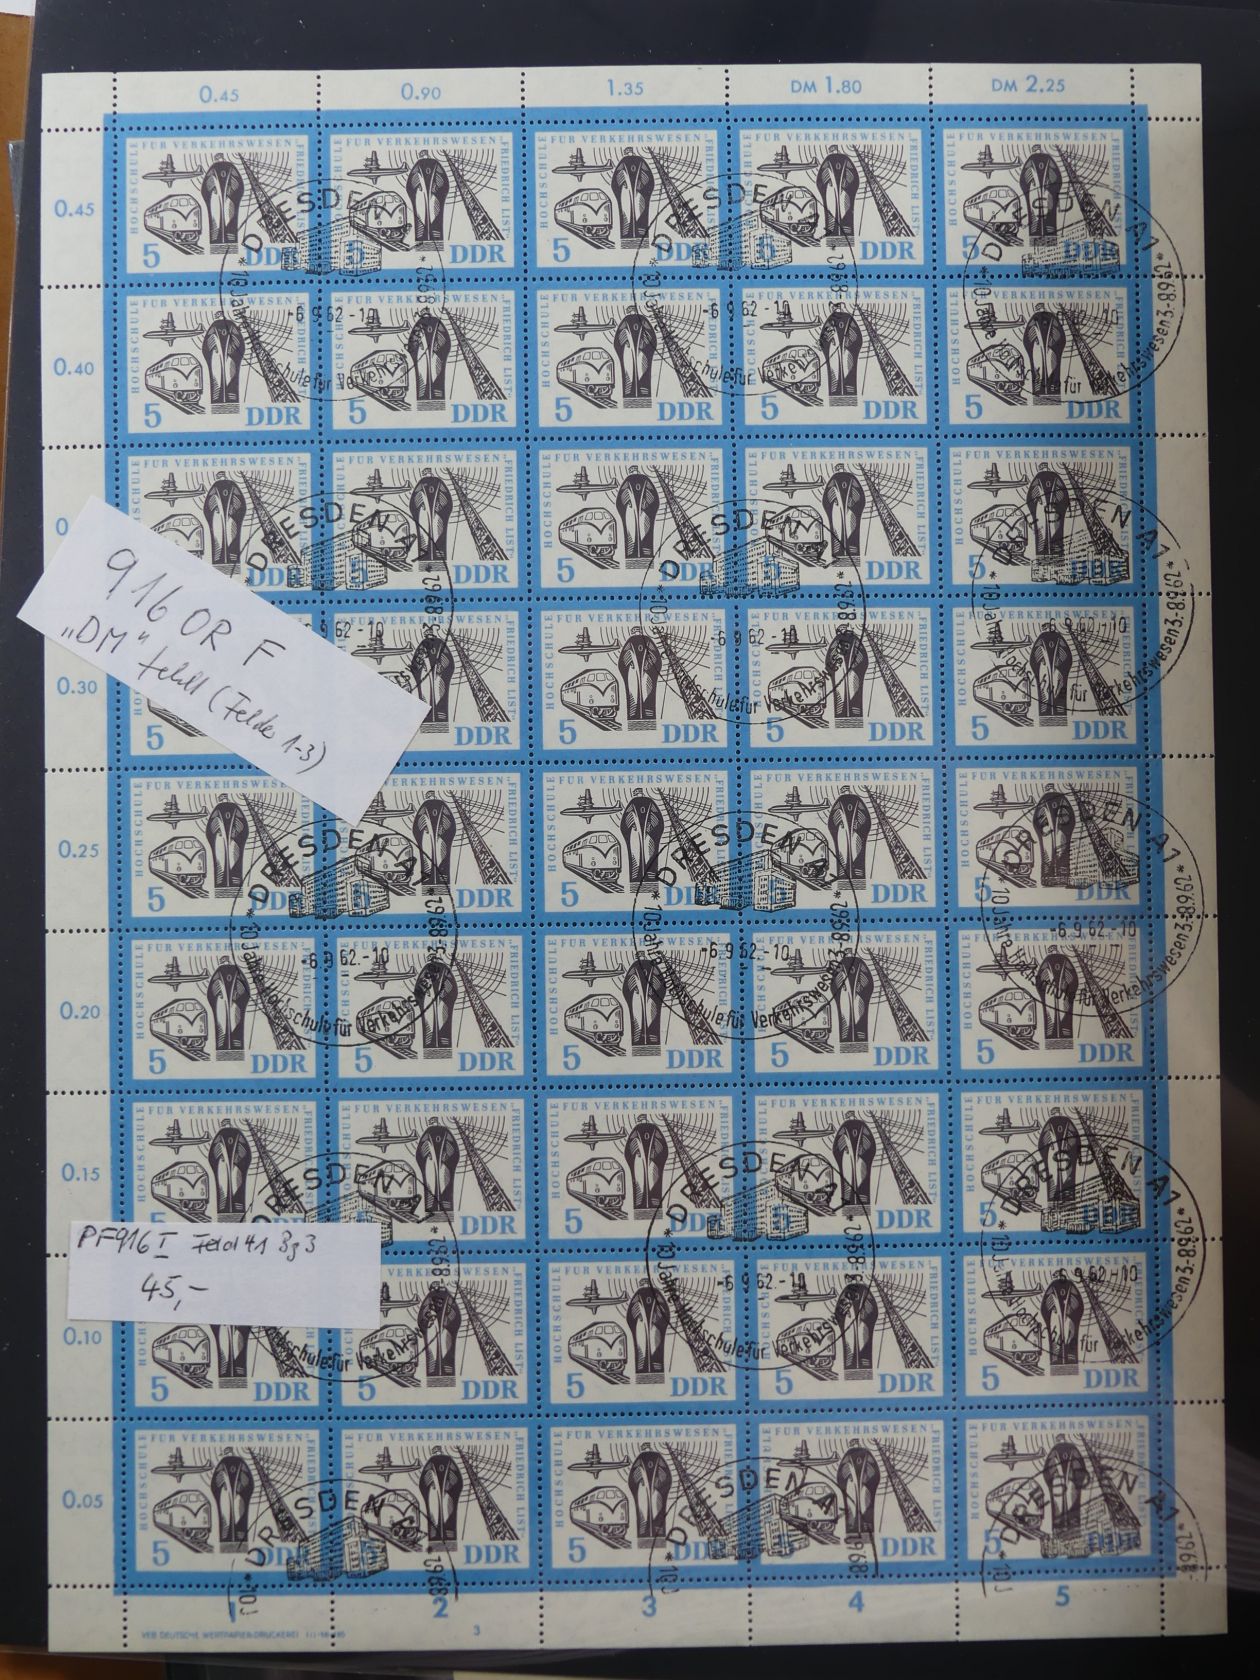 0.45 0.90 1.35 DM 1.80 DM 2.25
0.45
0.40
0.30
0.25
0.20
0.15
0.10
0.05
HOCHSCHULE FÜR VERKEHRSWESEN „FRIEDRICH LIST“
5 DDR
DRESDEN A1
-6.9.62.-10
*10 Jahre Hochschule für Verkehrswesen 3.-8.9.62*
916 OR F
„DM“ fehlt (Felder 1-3)
PF916 I Feld 41 Bg3
45,-
1 2 3 4 5
VEB DEUTSCHE WERTPAPIER-DRUCKEREI
3